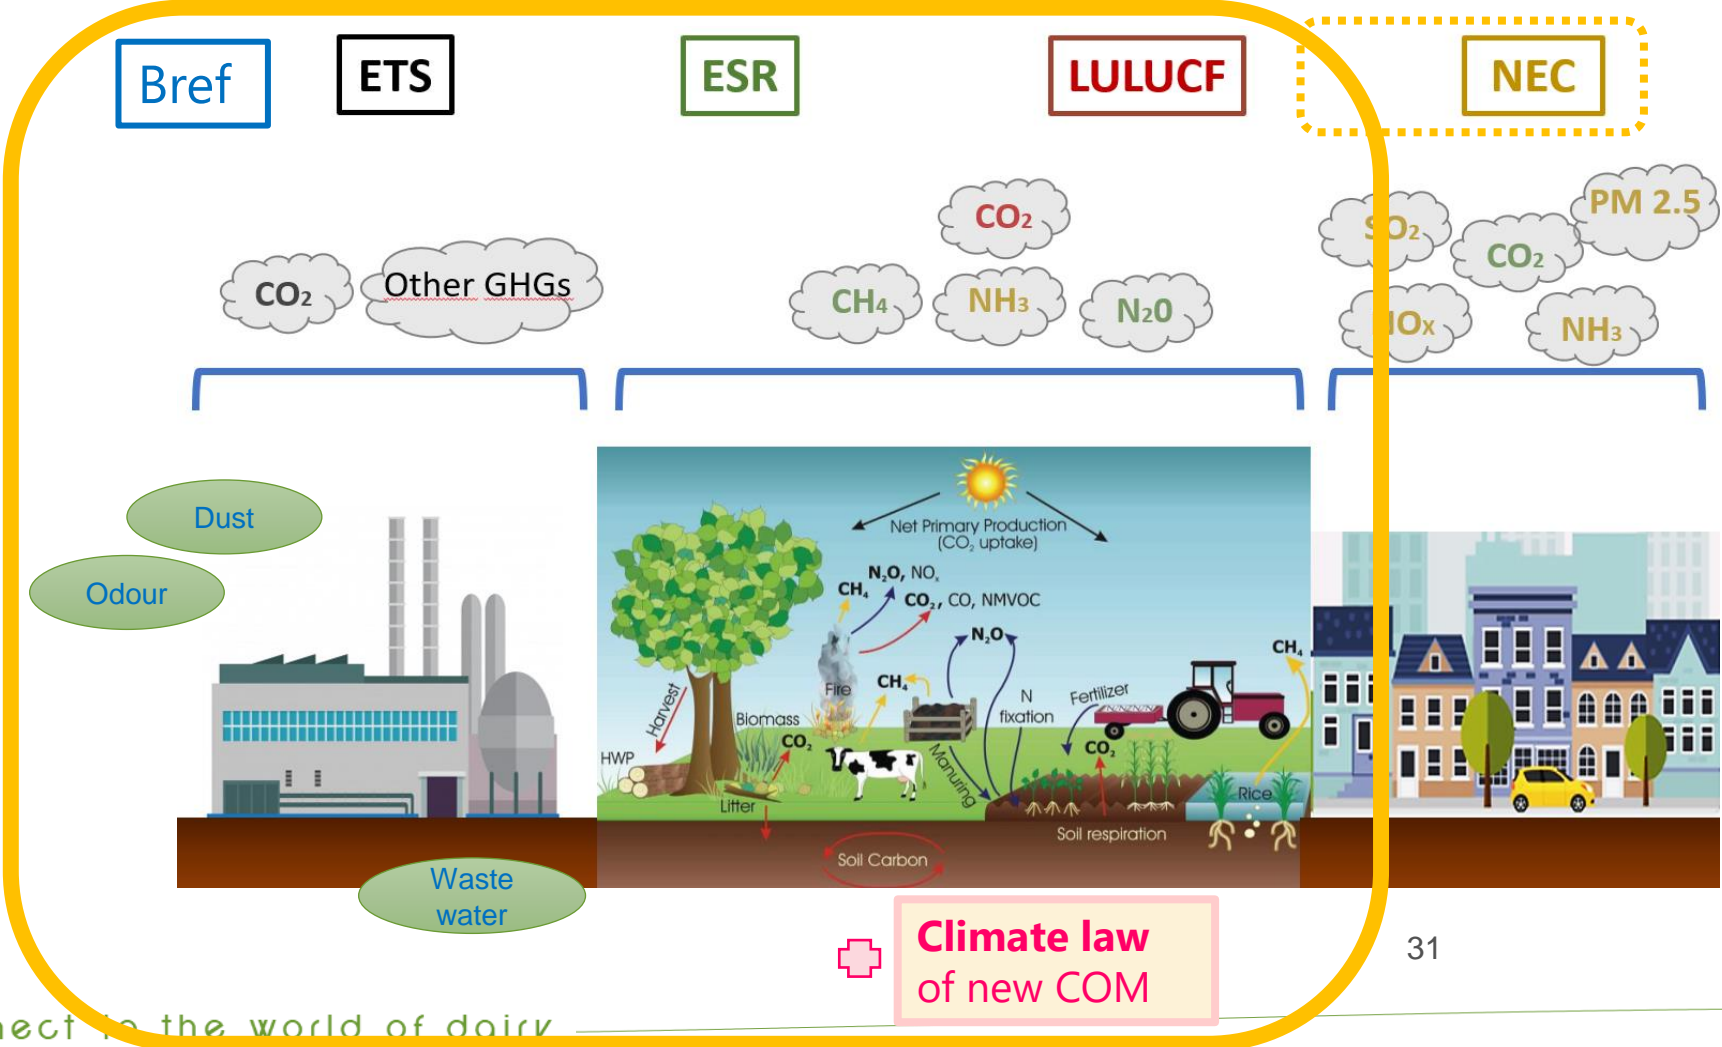 Bref
ETS
ESR
LULUCF
NEC
CO2
Other GHGs
CO2
CH4
NH3
N20
SO2
CO2
PM 2.5
NH3
Dust
Odour
Waste
water
Net Primary Production
(CO2 uptake)
N2O, NOx
CH4
CO2, CO, NMVOC
N2O
CH4
Fire
CH4
Harvest
Biomass
CO2
HWP
Litter
Manuring
N
fixation
Fertilizer
CO2
Rice
Soil respiration
Soil Carbon
Climate law
of new COM
31
the world of dairy